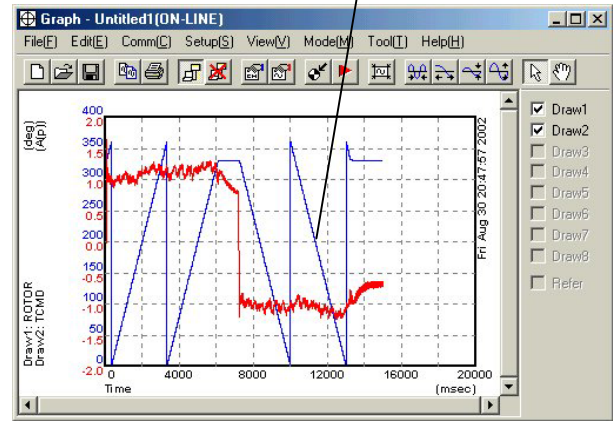 Graph - Untitled1(ON-LINE)
File(F) Edit(E) Comm(C) Setup(S) View(V) Mode(M) Tool(T) Help(H)
(deg)
(A(p))
400
2.0
350
1.5
300
1.0
250
0.5
200
0.0
150
-0.5
100
-1.0
50
-1.5
0
-2.0
0 4000 8000 12000 16000 20000
Time (msec)
Draw1: ROTOR
Draw2: TCMD
Fri Aug 30 20:47:57 2002
Draw1
Draw2
Draw3
Draw4
Draw5
Draw6
Draw7
Draw8
Refer